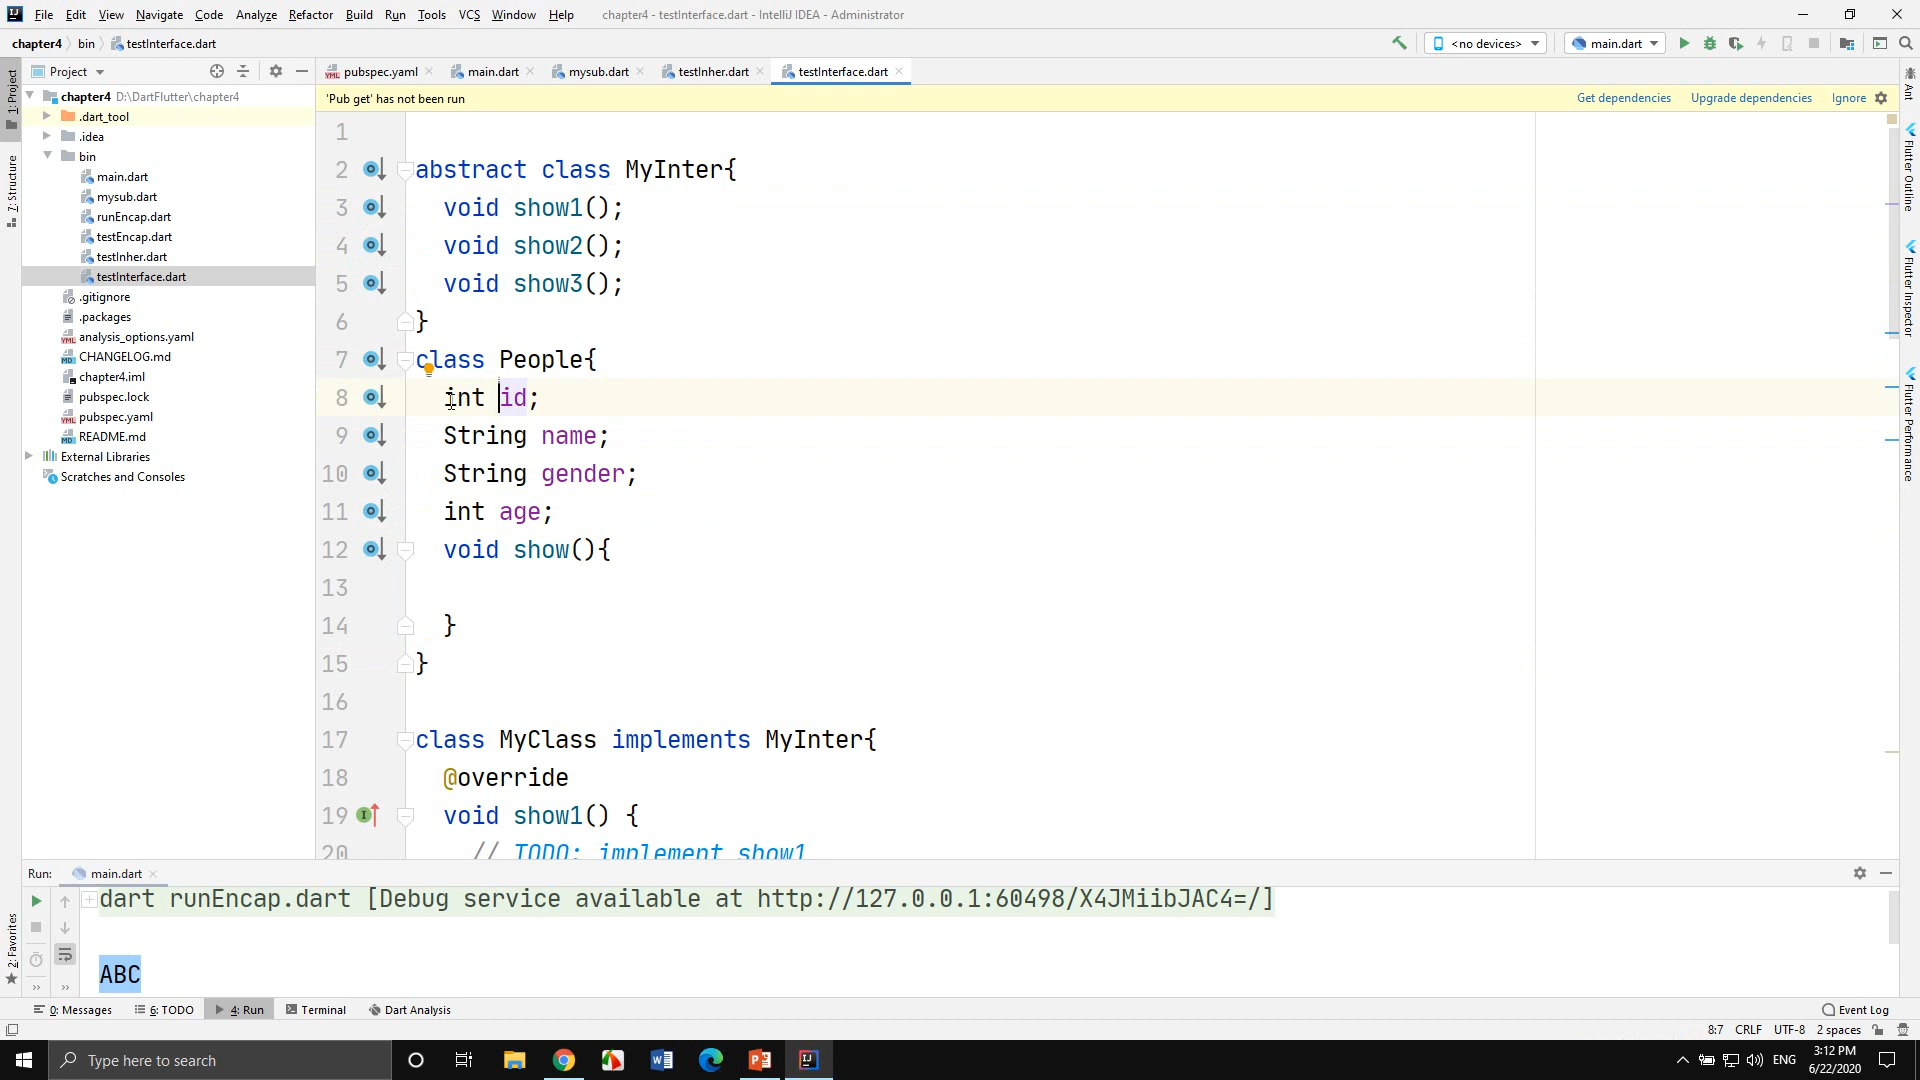 File Edit View Navigate Code Analyze Refactor Build Run Tools VCS Window Help chapter4 - testInterface.dart - IntelliJ IDEA - Administrator
chapter4 bin testInterface.dart <no devices> main.dart
Project pubspec.yaml main.dart mysub.dart testInher.dart testInterface.dart
'Pub get' has not been run Get dependencies Upgrade dependencies Ignore
chapter4 D:\DartFlutter\chapter4
.dart_tool
.idea
bin
main.dart
mysub.dart
runEncap.dart
testEncap.dart
testInher.dart
testInterface.dart
.gitignore
.packages
analysis_options.yaml
CHANGELOG.md
chapter4.iml
pubspec.lock
pubspec.yaml
README.md
External Libraries
Scratches and Consoles
1: Project
7: Structure
2: Favorites
1
2 abstract class MyInter{
3 void show1();
4 void show2();
5 void show3();
6 }
7 class People{
8 int id;
9 String name;
10 String gender;
11 int age;
12 void show(){
13
14 }
15 }
16
17 class MyClass implements MyInter{
18 @override
19 void show1() {
20 // TODO: implement show1
Ant
Flutter Outline
Flutter Inspector
Flutter Performance
Run: main.dart
dart runEncap.dart [Debug service available at http://127.0.0.1:60498/X4JMiibJAC4=/]
ABC
0: Messages 6: TODO 4: Run Terminal Dart Analysis Event Log
8:7 CRLF UTF-8 2 spaces
Type here to search ENG 3:12 PM
6/22/2020